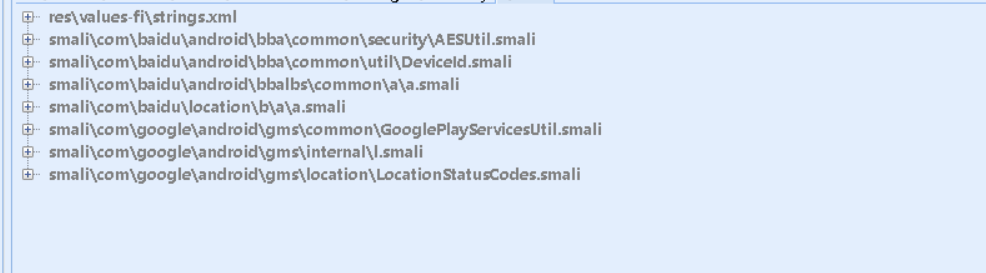 res\values-fi\strings.xml
smali\com\baidu\android\bba\common\security\AESUtil.smali
smali\com\baidu\android\bba\common\util\DeviceId.smali
smali\com\baidu\android\bbalbs\common\a\a.smali
smali\com\baidu\location\b\a\a.smali
smali\com\google\android\gms\common\GooglePlayServicesUtil.smali
smali\com\google\android\gms\internal\l.smali
smali\com\google\android\gms\location\LocationStatusCodes.smali